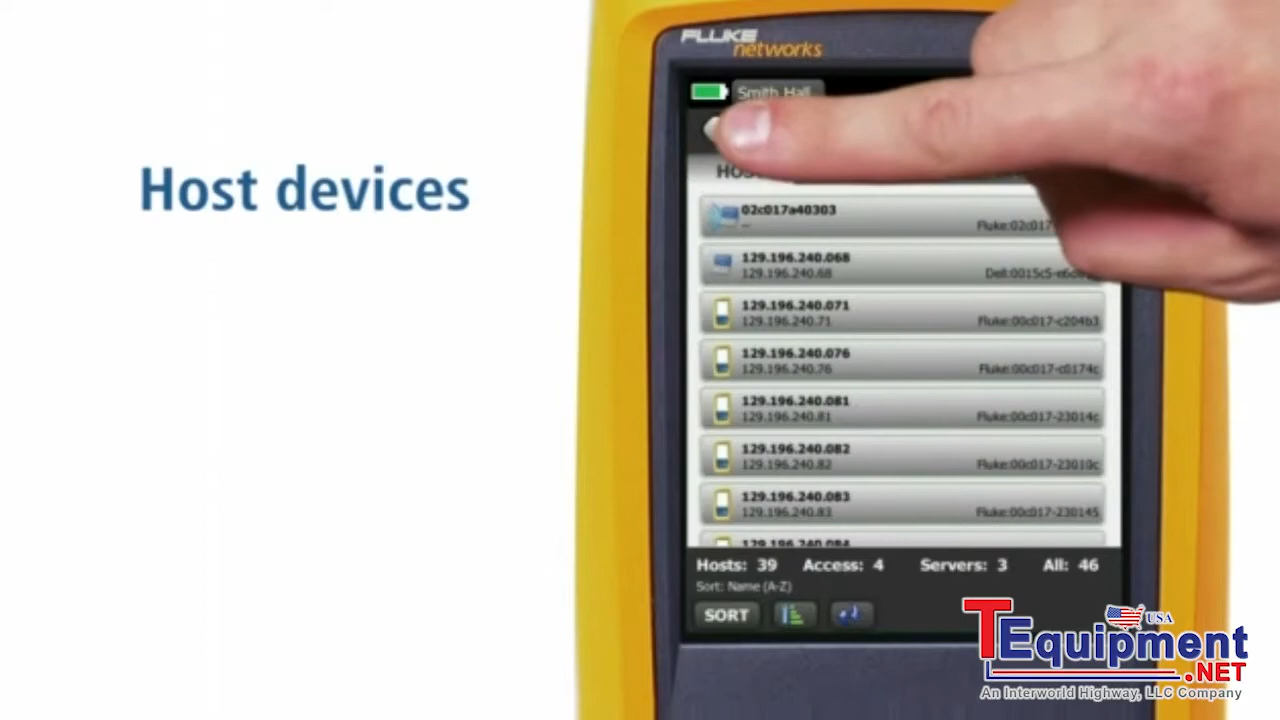 Host devices
FLUKE
networks
Smith Hall
02c017a40303
--
129.196.240.068
129.196.240.68
129.196.240.071
129.196.240.71
Fluke:00c017-c204b3
129.196.240.076
129.196.240.76
Fluke:00c017-c0174c
129.196.240.081
129.196.240.81
Fluke:00c017-23014c
129.196.240.082
129.196.240.82
Fluke:00c017-23010c
129.196.240.083
129.196.240.83
Fluke:00c017-230145
129.196.240.084
Hosts: 39 Access: 4 Servers: 3 All: 46
Sort: Name (A-Z)
SORT
USA
TEquipment
.NET
An Interworld Highway, LLC Company